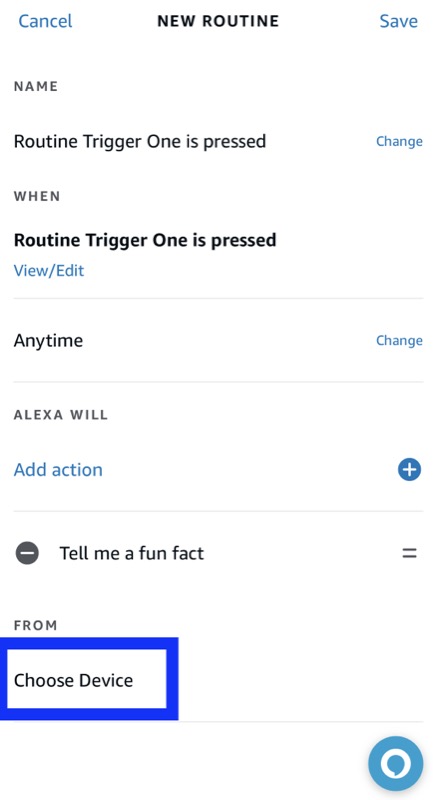 Cancel NEW ROUTINE Save
NAME
Routine Trigger One is pressed Change
WHEN
Routine Trigger One is pressed
View/Edit
Anytime Change
ALEXA WILL
Add action
Tell me a fun fact
FROM
Choose Device